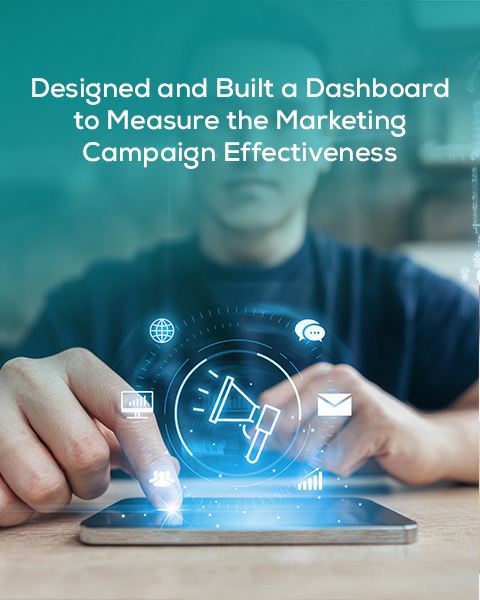 Designed and Built a Dashboard
to Measure the Marketing
Campaign Effectiveness